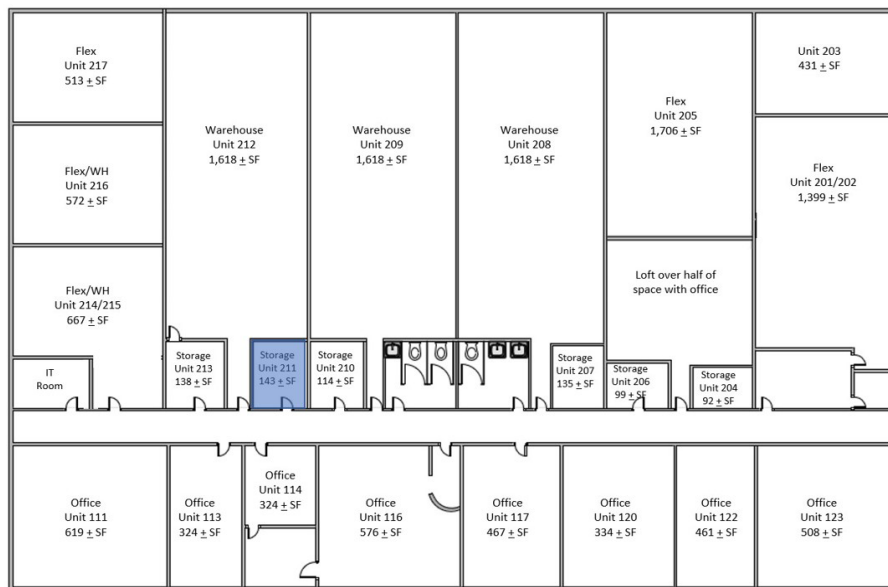 Flex
Unit 217
513 ± SF
Warehouse
Unit 212
1,618 ± SF
Warehouse
Unit 209
1,618 ± SF
Warehouse
Unit 208
1,618 ± SF
Flex
Unit 205
1,706 ± SF
Unit 203
431 ± SF
Flex/WH
Unit 216
572 ± SF
Flex
Unit 201/202
1,399 ± SF
Flex/WH
Unit 214/215
667 ± SF
Loft over half of
space with office
IT
Room
Storage
Unit 213
138 ± SF
Storage
Unit 211
143 ± SF
Storage
Unit 210
114 ± SF
Storage
Unit 207
135 ± SF
Storage
Unit 206
99 ± SF
Storage
Unit 204
92 ± SF
Office
Unit 111
619 ± SF
Office
Unit 113
324 ± SF
Office
Unit 114
324 ± SF
Office
Unit 116
576 ± SF
Office
Unit 117
467 ± SF
Office
Unit 120
334 ± SF
Office
Unit 122
461 ± SF
Office
Unit 123
508 ± SF